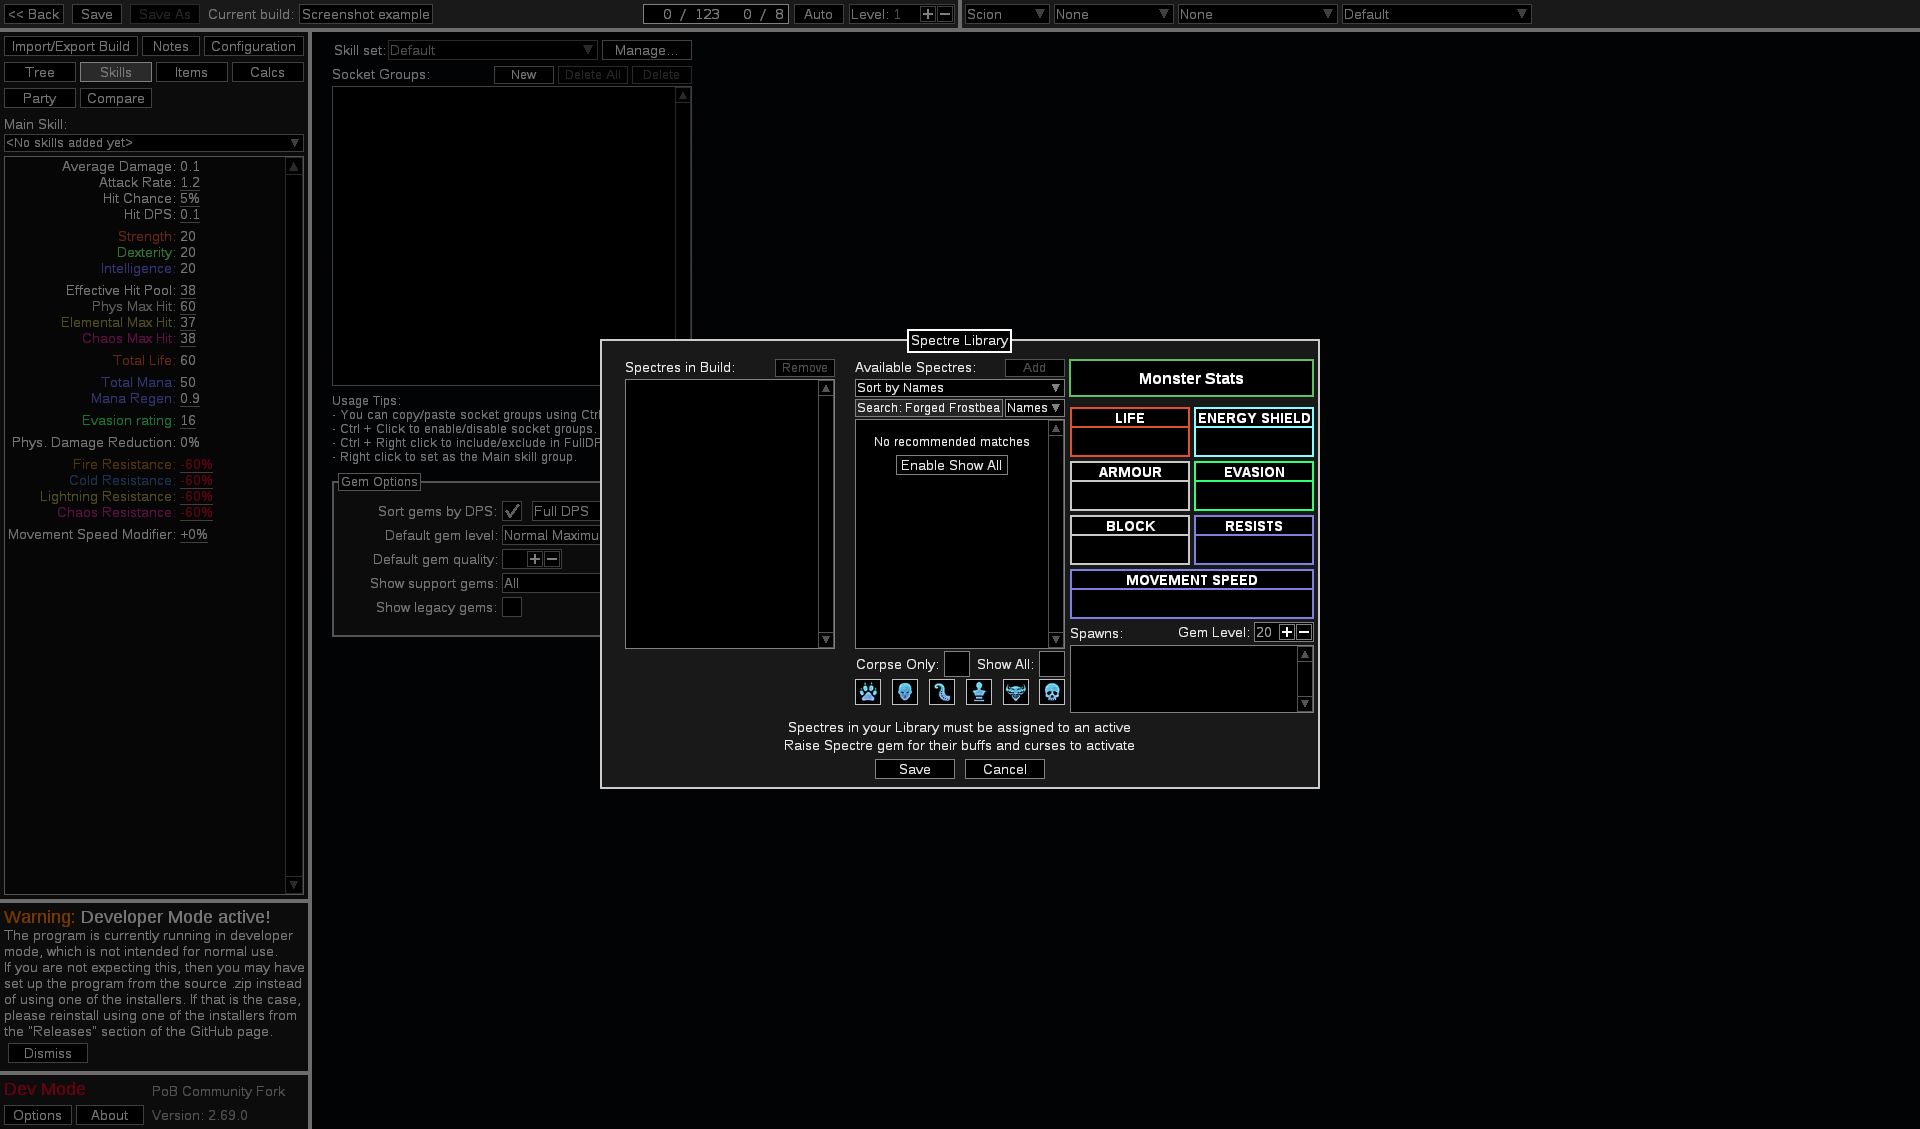 << Back Save Save As Current build: Screenshot example 0 / 123 0 / 8 Auto Level: 1 Scion None None Default
Import/Export Build Notes Configuration
Tree Skills Items Calcs
Party Compare
Main Skill:
<No skills added yet>
Average Damage: 0.1
Attack Rate: 1.2
Hit Chance: 5%
Hit DPS: 0.1
Strength: 20
Dexterity: 20
Intelligence: 20
Effective Hit Pool: 38
Phys Max Hit: 60
Elemental Max Hit: 37
Chaos Max Hit: 38
Total Life: 60
Total Mana: 50
Mana Regen: 0.9
Evasion rating: 16
Phys. Damage Reduction: 0%
Fire Resistance: -60%
Cold Resistance: -60%
Lightning Resistance: -60%
Chaos Resistance: -60%
Movement Speed Modifier: +0%
Warning: Developer Mode active!
The program is currently running in developer
mode, which is not intended for normal use.
If you are not expecting this, then you may have
set up the program from the source .zip instead
of using one of the installers. If that is the case,
please reinstall using one of the installers from
the "Releases" section of the GitHub page.
Dismiss
Dev Mode PoB Community Fork
Options About Version: 2.69.0
Skill set: Default Manage...
Socket Groups: New Delete All Delete
Usage Tips:
- You can copy/paste socket groups using Ctrl
- Ctrl + Click to enable/disable socket groups.
- Ctrl + Right click to include/exclude in FullDP
- Right click to set as the Main skill group.
Gem Options
Sort gems by DPS: Full DPS
Default gem level: Normal Maximu
Default gem quality:
Show support gems: All
Show legacy gems:
Spectre Library
Spectres in Build: Remove
Available Spectres: Add
Sort by Names
Search: Forged Frostbea Names
No recommended matches
Enable Show All
Corpse Only: Show All:
Monster Stats
LIFE ENERGY SHIELD
ARMOUR EVASION
BLOCK RESISTS
MOVEMENT SPEED
Spawns: Gem Level: 20
Spectres in your Library must be assigned to an active
Raise Spectre gem for their buffs and curses to activate
Save Cancel